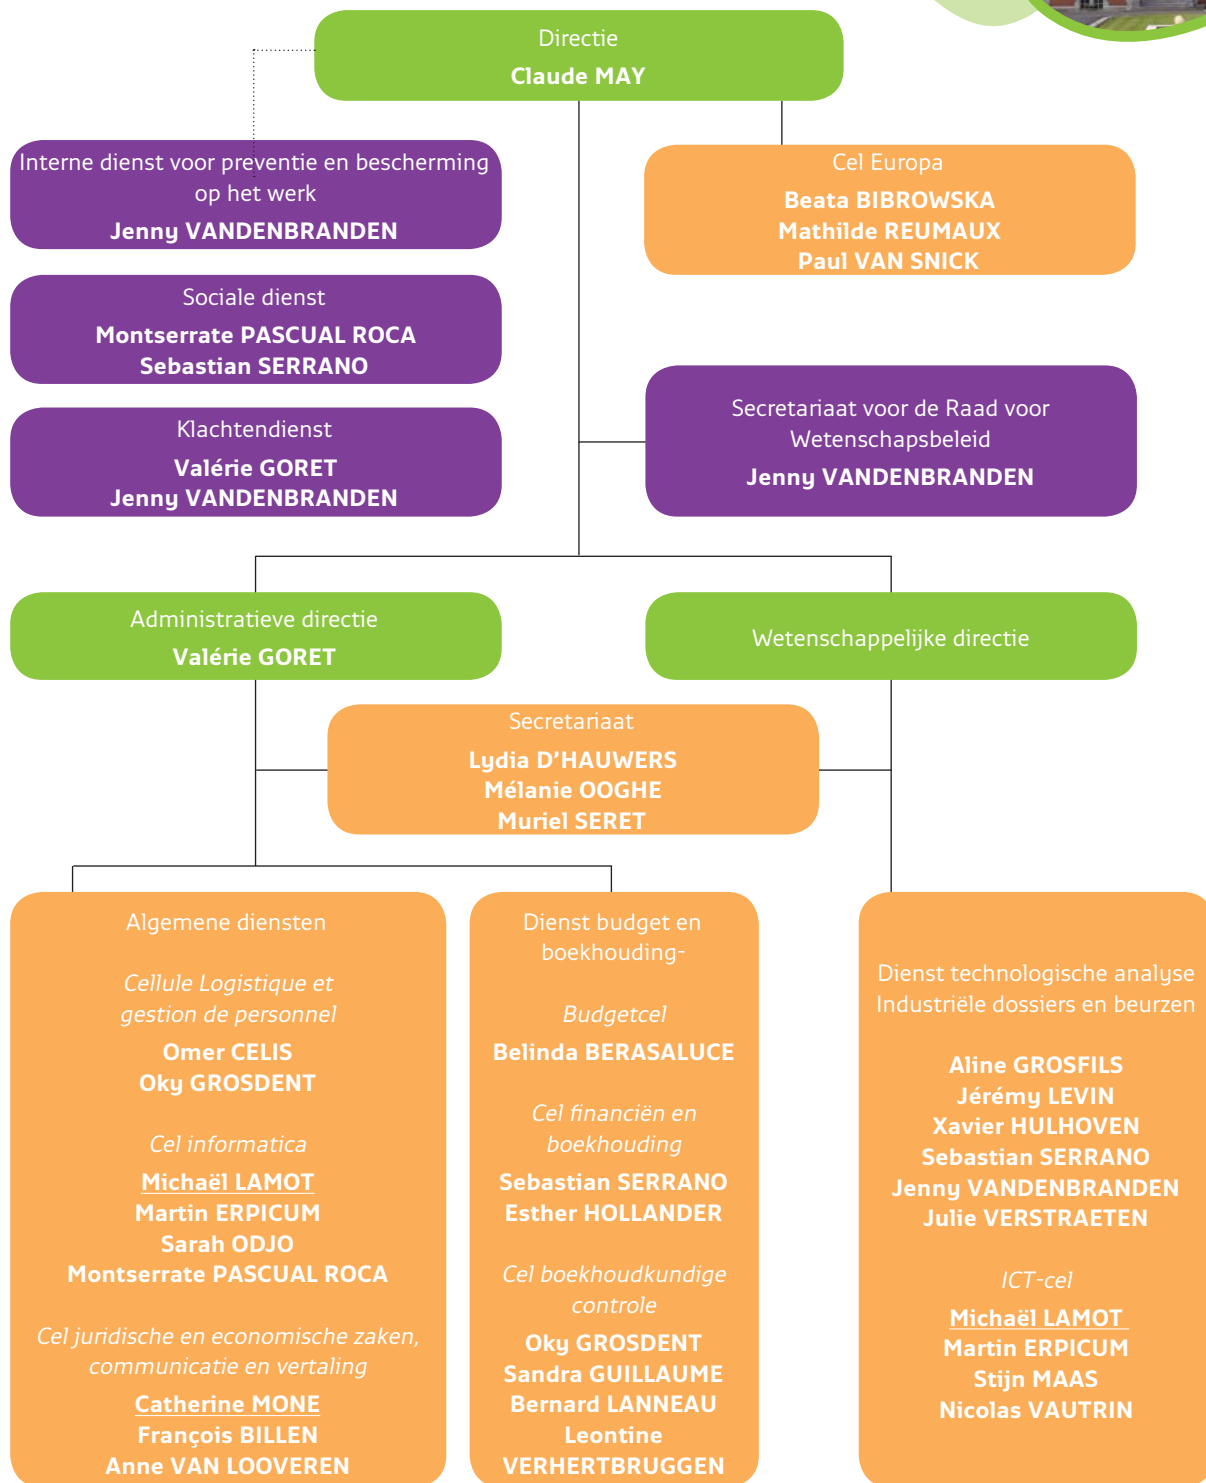 Directie
Claude MAY
Interne dienst voor preventie en bescherming
op het werk
Jenny VANDENBRANDEN
Cel Europa
Beata BIBROWSKA
Mathilde REUMAUX
Paul VAN SNICK
Sociale dienst
Montserrate PASCUAL ROCA
Sebastian SERRANO
Klachtendienst
Valérie GORET
Jenny VANDENBRANDEN
Secretariaat voor de Raad voor
Wetenschapsbeleid
Jenny VANDENBRANDEN
Administratieve directie
Valérie GORET
Wetenschappelijke directie
Secretariaat
Lydia D’HAUWERS
Mélanie OOGHE
Muriel SERET
Algemene diensten
Cellule Logistique et
gestion de personnel
Omer CELIS
Oky GROSDENT
Cel informatica
Michaël LAMOT
Martin ERPICUM
Sarah ODJO
Montserrate PASCUAL ROCA
Cel juridische en economische zaken,
communicatie en vertaling
Catherine MONE
François BILLEN
Anne VAN LOOVEREN
Dienst budget en
boekhouding-
Budgetcel
Belinda BERASALUCE
Cel financiën en
boekhouding
Sebastian SERRANO
Esther HOLLANDER
Cel boekhoudkundige
controle
Oky GROSDENT
Sandra GUILLAUME
Bernard LANNEAU
Leontine
VERHERTBRUGGEN
Dienst technologische analyse
Industriële dossiers en beurzen
Aline GROSFILS
Jérémy LEVIN
Xavier HULHOVEN
Sebastian SERRANO
Jenny VANDENBRANDEN
Julie VERSTRAETEN
ICT-cel
Michaël LAMOT
Martin ERPICUM
Stijn MAAS
Nicolas VAUTRIN